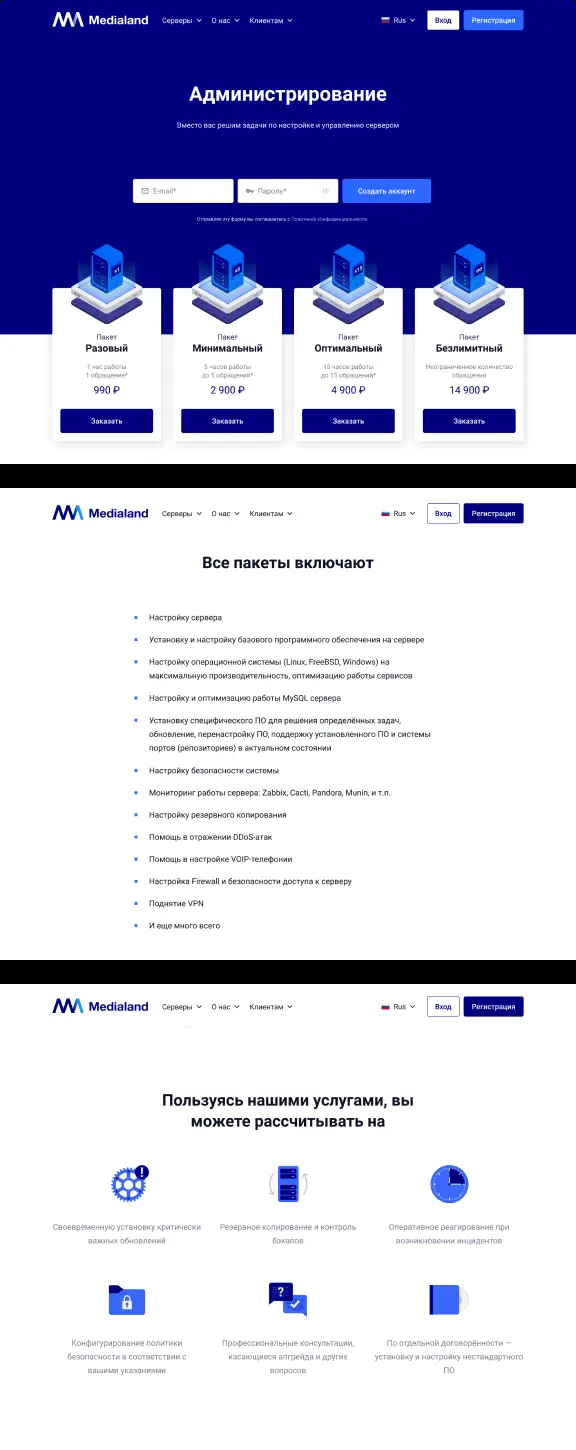 Medialand
Серверы
О нас
Клиентам
Rus
Вход
Регистрация
Администрирование
Вместо вас решим задачи по настройке и управлению сервером
E-mail*
Пароль*
Создать аккаунт
Отправляя эту форму вы соглашаетесь с Политикой конфиденциальности
x1
x5
x15
∞
Пакет
Разовый
1 час работы
1 обращение*
990 ₽
Заказать
Пакет
Минимальный
5 часов работы
до 5 обращений*
2 900 ₽
Заказать
Пакет
Оптимальный
15 часов работы
до 15 обращений*
4 900 ₽
Заказать
Пакет
Безлимитный
Неограниченное количество
обращений
14 900 ₽
Заказать
Medialand
Серверы
О нас
Клиентам
Rus
Вход
Регистрация
Все пакеты включают
Настройку сервера
Установку и настройку базового программного обеспечения на сервере
Настройку операционной системы (Linux, FreeBSD, Windows) на
максимальную производительность, оптимизацию работы сервисов
Настройку и оптимизацию работы MySQL сервера
Установку специфического ПО для решения определённых задач,
обновление, перенастройку ПО, поддержку установленного ПО и системы
портов (репозиториев) в актуальном состоянии
Настройку безопасности системы
Мониторинг работы сервера: Zabbix, Cacti, Pandora, Munin, и т.п.
Настройку резервного копирования
Помощь в отражении DDoS-атак
Помощь в настройке VOIP-телефонии
Настройка Firewall и безопасности доступа к серверу
Поднятие VPN
И еще много всего
Medialand
Серверы
О нас
Клиентам
Rus
Вход
Регистрация
Пользуясь нашими услугами, вы
можете рассчитывать на
Своевременную установку критически
важных обновлений
Резервное копирование и контроль
бэкапов
Оперативное реагирование при
возникновении инцидентов
Конфигурирование политики
безопасности в соответствии с
вашими указаниями
Профессиональные консультации,
касающиеся апгрейда и других
вопросов
По отдельной договорённости —
установку и настройку нестандартного
ПО